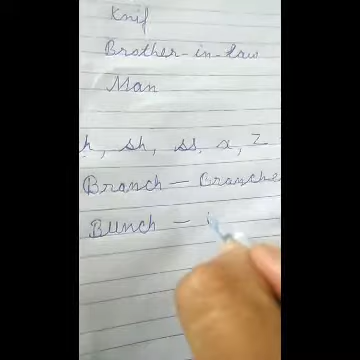 Knif
Brother-in-law
Man
h, sh, ss, x, z
Branch - Branche
Bunch -